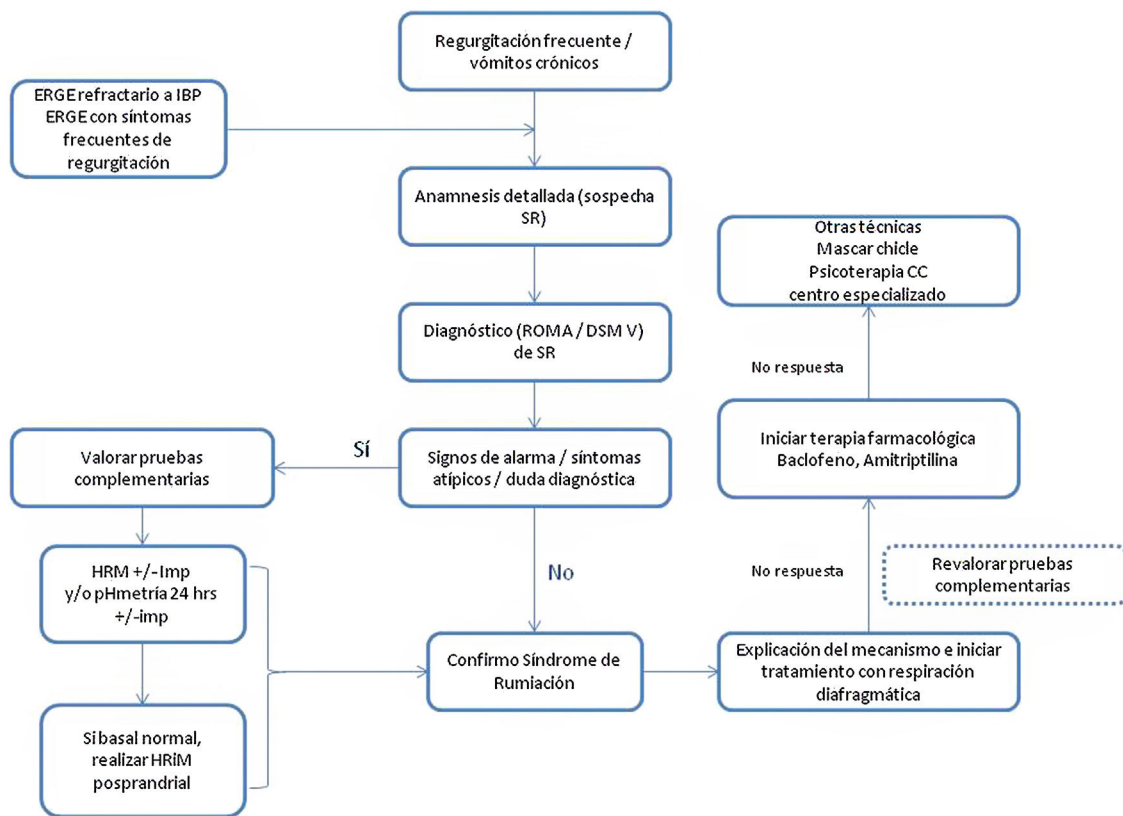 Regurgitación frecuente /
vómitos crónicos
ERGE refractario a IBP
ERGE con síntomas
frecuentes de
regurgitación
Anamnesis detallada (sospecha
SR)
Diagnóstico (ROMA / DSM V)
de SR
Signos de alarma / síntomas
atípicos / duda diagnóstica
Sí
Valorar pruebas
complementarias
HRM +/-Imp
y/o pHmetría 24 hrs
+/-imp
Si basal normal,
realizar HRiM
posprandrial
No
Confirmo Síndrome de
Rumiación
Explicación del mecanismo e iniciar
tratamiento con respiración
diafragmática
No respuesta
Revalorar pruebas
complementarias
Iniciar terapia farmacológica
Baclofeno, Amitriptilina
No respuesta
Otras técnicas
Mascar chicle
Psicoterapia CC
centro especializado